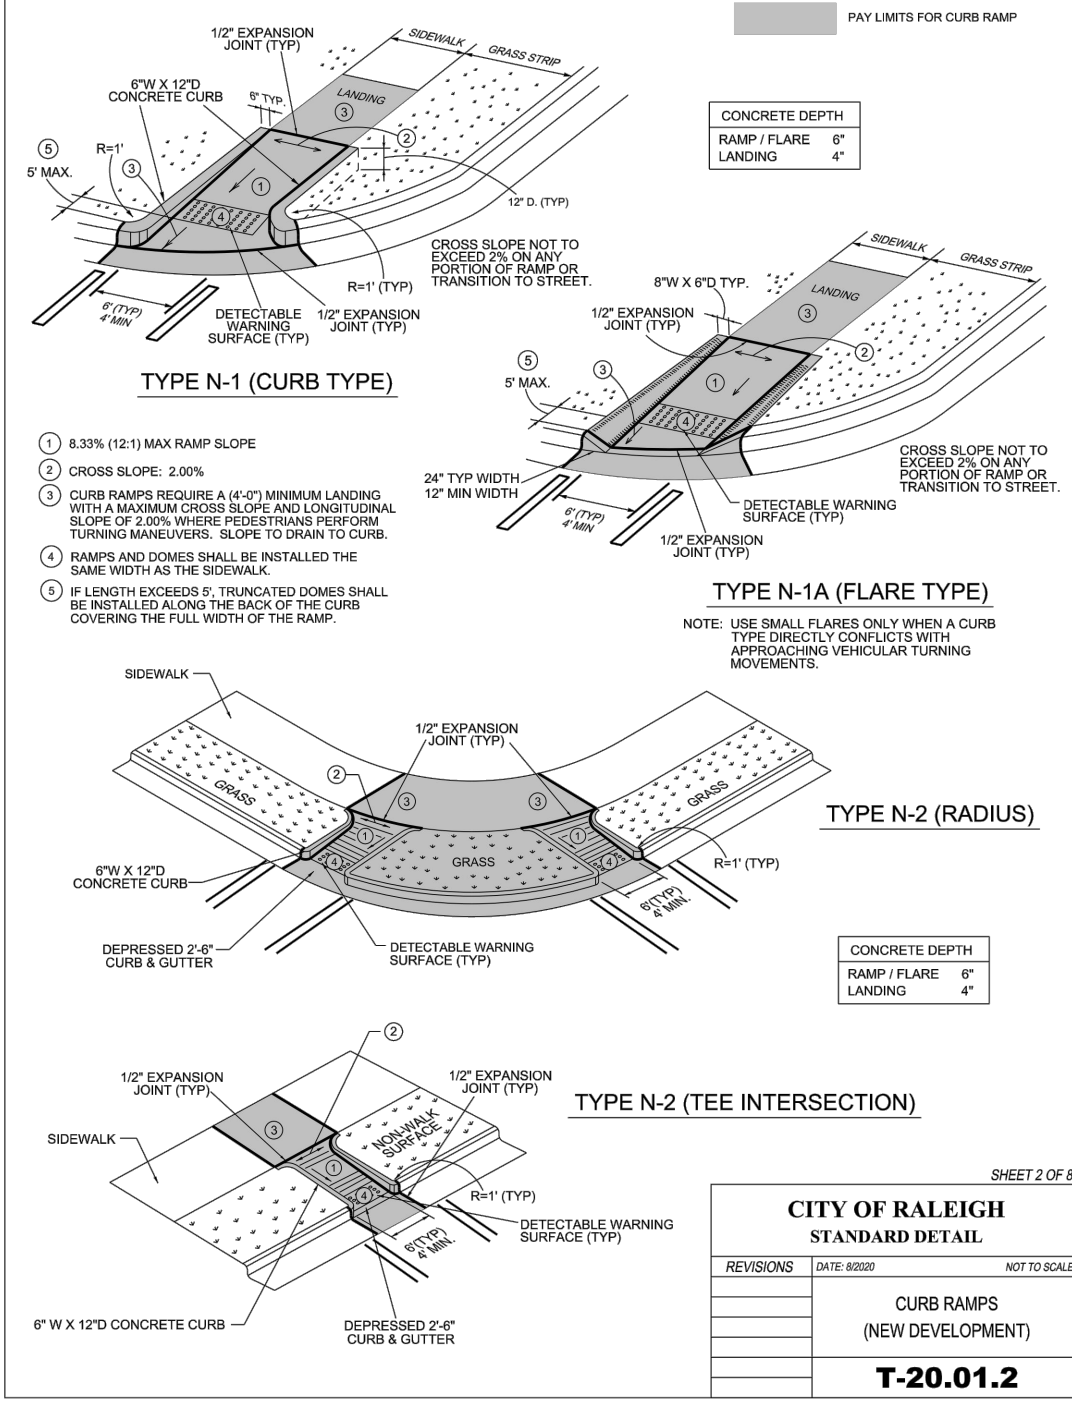 PAY LIMITS FOR CURB RAMP
1/2" EXPANSION
JOINT (TYP)
SIDEWALK
GRASS STRIP
6"W X 12"D
CONCRETE CURB
6" TYP.
LANDING
3
CONCRETE DEPTH
RAMP / FLARE 6"
LANDING 4"
5
5' MAX.
R=1'
3
2
1
4
12" D. (TYP)
CROSS SLOPE NOT TO
EXCEED 2% ON ANY
PORTION OF RAMP OR
TRANSITION TO STREET.
R=1' (TYP)
6' (TYP)
4' MIN
DETECTABLE
WARNING
SURFACE (TYP)
1/2" EXPANSION
JOINT (TYP)
TYPE N-1 (CURB TYPE)
SIDEWALK
GRASS STRIP
8"W X 6"D TYP.
LANDING
3
1/2" EXPANSION
JOINT (TYP)
2
5
5' MAX.
3
1
4
24" TYP WIDTH
12" MIN WIDTH
6' (TYP)
4' MIN
CROSS SLOPE NOT TO
EXCEED 2% ON ANY
PORTION OF RAMP OR
TRANSITION TO STREET.
DETECTABLE WARNING
SURFACE (TYP)
1/2" EXPANSION
JOINT (TYP)
TYPE N-1A (FLARE TYPE)
NOTE: USE SMALL FLARES ONLY WHEN A CURB
TYPE DIRECTLY CONFLICTS WITH
APPROACHING VEHICULAR TURNING
MOVEMENTS.
1 8.33% (12:1) MAX RAMP SLOPE
2 CROSS SLOPE: 2.00%
3 CURB RAMPS REQUIRE A (4'-0") MINIMUM LANDING
WITH A MAXIMUM CROSS SLOPE AND LONGITUDINAL
SLOPE OF 2.00% WHERE PEDESTRIANS PERFORM
TURNING MANEUVERS. SLOPE TO DRAIN TO CURB.
4 RAMPS AND DOMES SHALL BE INSTALLED THE
SAME WIDTH AS THE SIDEWALK.
5 IF LENGTH EXCEEDS 5', TRUNCATED DOMES SHALL
BE INSTALLED ALONG THE BACK OF THE CURB
COVERING THE FULL WIDTH OF THE RAMP.
SIDEWALK
1/2" EXPANSION
JOINT (TYP)
2
GRASS
3
3
GRASS
1
1
4
GRASS
4
TYPE N-2 (RADIUS)
R=1' (TYP)
6"W X 12"D
CONCRETE CURB
6'(TYP)
4' MIN.
DEPRESSED 2'-6"
CURB & GUTTER
DETECTABLE WARNING
SURFACE (TYP)
CONCRETE DEPTH
RAMP / FLARE 6"
LANDING 4"
2
1/2" EXPANSION
JOINT (TYP)
1/2" EXPANSION
JOINT (TYP)
TYPE N-2 (TEE INTERSECTION)
SIDEWALK
3
NON-WALK
SURFACE
1
4
R=1' (TYP)
DETECTABLE WARNING
SURFACE (TYP)
6'(TYP)
4' MIN.
6" W X 12"D CONCRETE CURB
DEPRESSED 2'-6"
CURB & GUTTER
SHEET 2 OF 8
CITY OF RALEIGH
STANDARD DETAIL
REVISIONS DATE: 8/2020 NOT TO SCALE
CURB RAMPS
(NEW DEVELOPMENT)
T-20.01.2